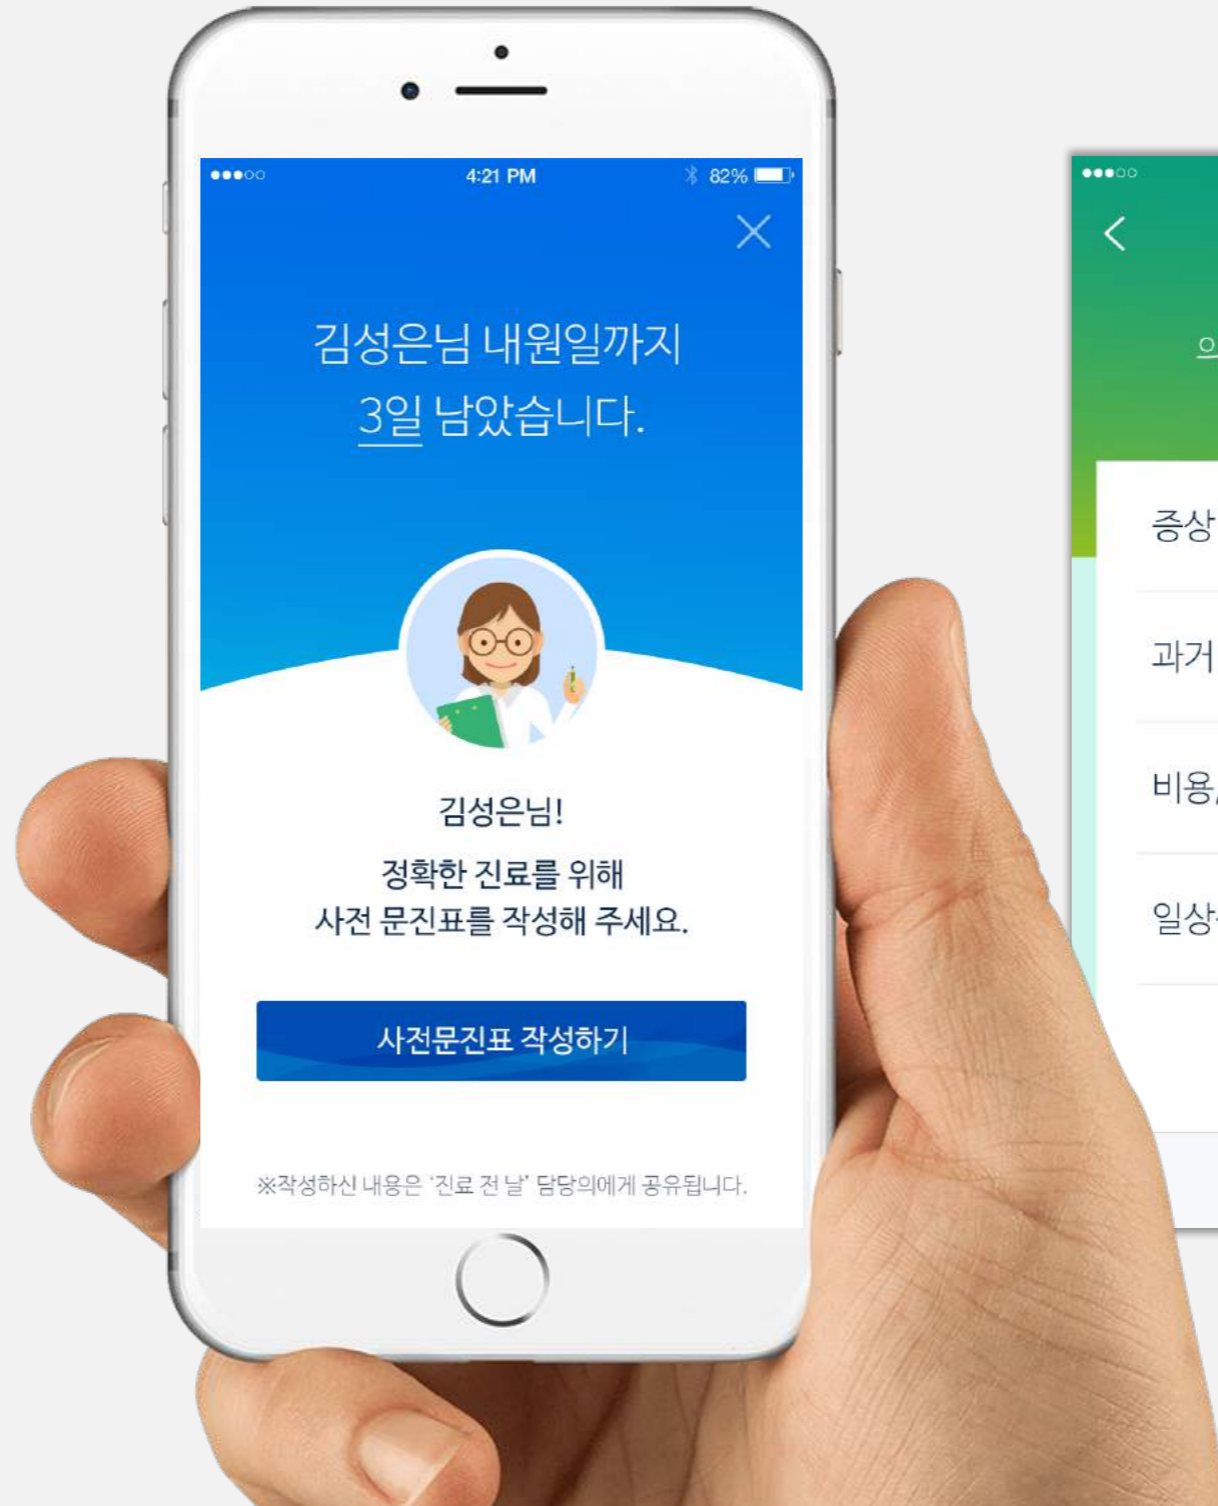 4:21 PM
82%
김성은님 내원일까지
3일 남았습니다.
김성은님!
정확한 진료를 위해
사전 문진표를 작성해 주세요.
사전문진표 작성하기
※작성하신 내용은 ‘진료 전 날’ 담당의에게 공유됩니다.
증상
과거
비용,
일상